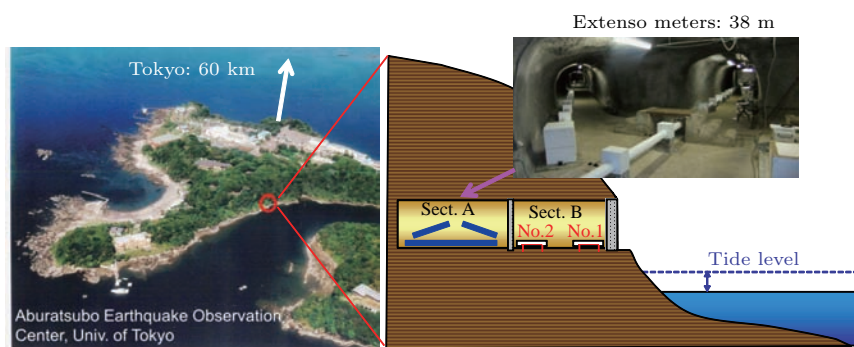 Extenso meters: 38 m
Tokyo: 60 km
Sect. A
Sect. B
No.2
No.1
Tide level
Aburatsubo Earthquake Observation
Center, Univ. of Tokyo